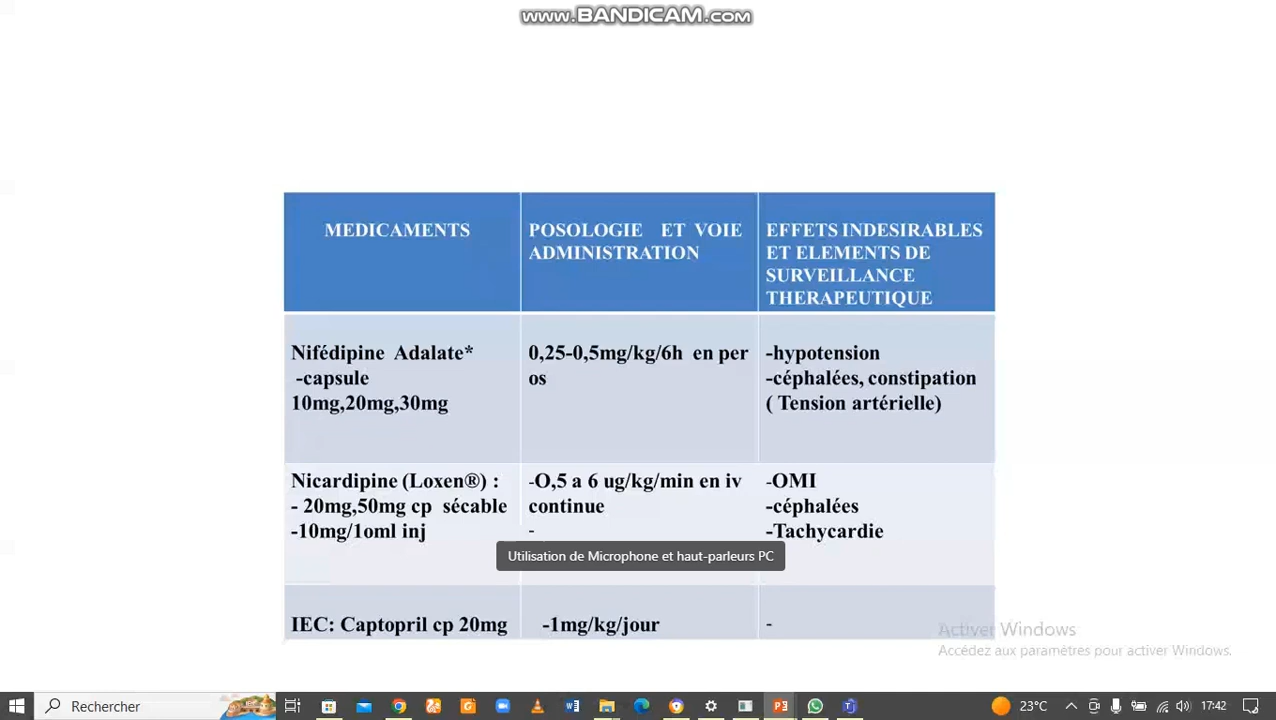 www.BANDICAM.com
MEDICAMENTS
POSOLOGIE ET VOIE
ADMINISTRATION
EFFETS INDESIRABLES
ET ELEMENTS DE
SURVEILLANCE
THERAPEUTIQUE
Nifédipine Adalate*
-capsule
10mg,20mg,30mg
0,25-0,5mg/kg/6h en per
os
-hypotension
-céphalées, constipation
( Tension artérielle)
Nicardipine (Loxen®) :
- 20mg,50mg cp sécable
-10mg/1oml inj
-O,5 a 6 ug/kg/min en iv
continue
-
-OMI
-céphalées
-Tachycardie
Utilisation de Microphone et haut-parleurs PC
IEC: Captopril cp 20mg
-1mg/kg/jour
-
Activer Windows
Accédez aux paramètres pour activer Windows.
Rechercher
23°C
17:42